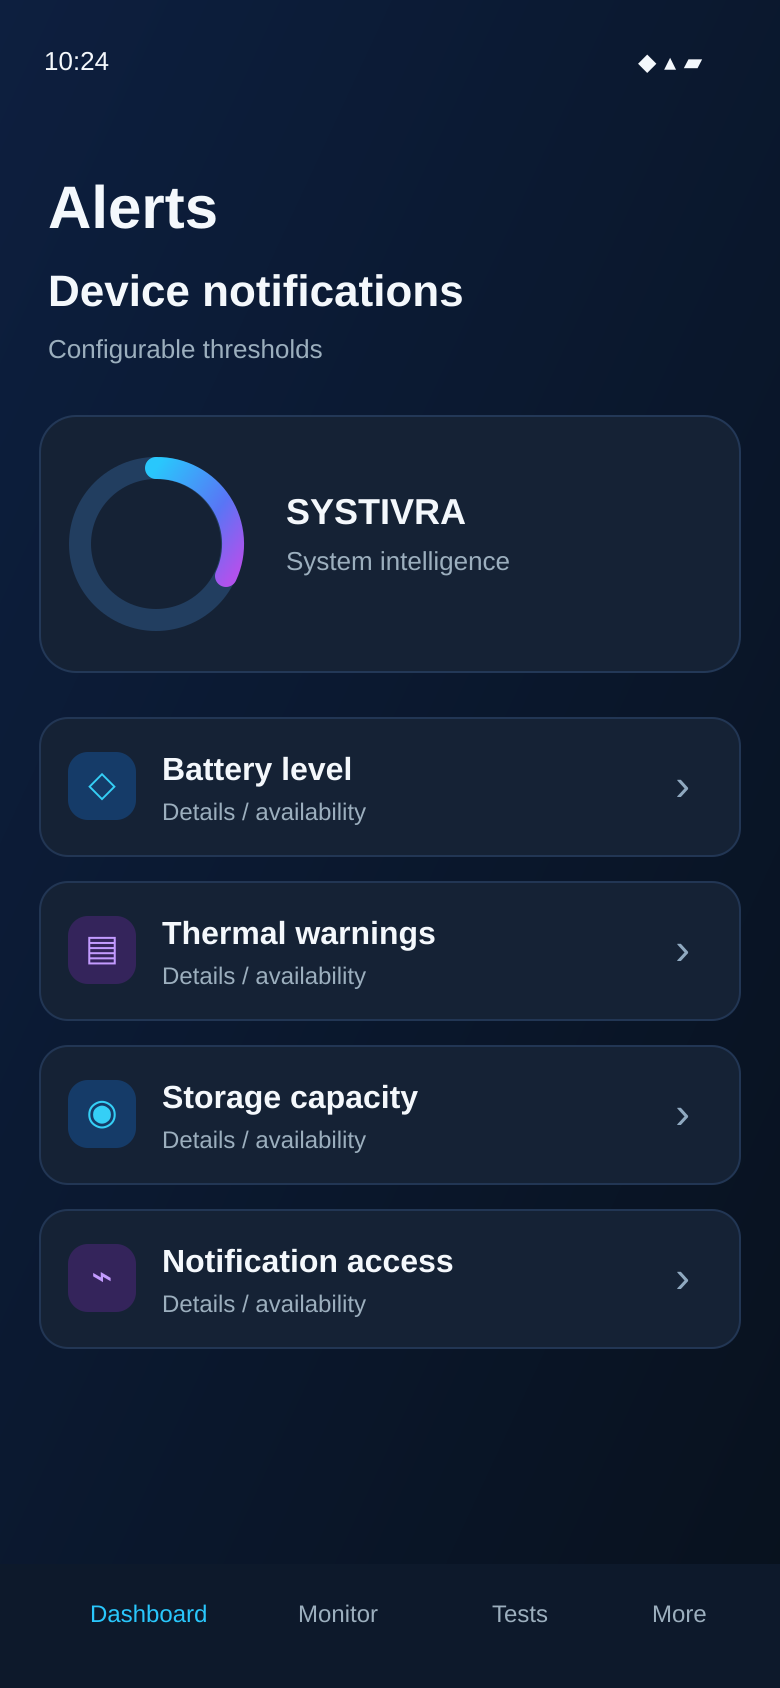 10:24
Alerts
Device notifications
Configurable thresholds
SYSTIVRA
System intelligence
Battery level
Details / availability
Thermal warnings
Details / availability
Storage capacity
Details / availability
Notification access
Details / availability
Dashboard Monitor Tests More